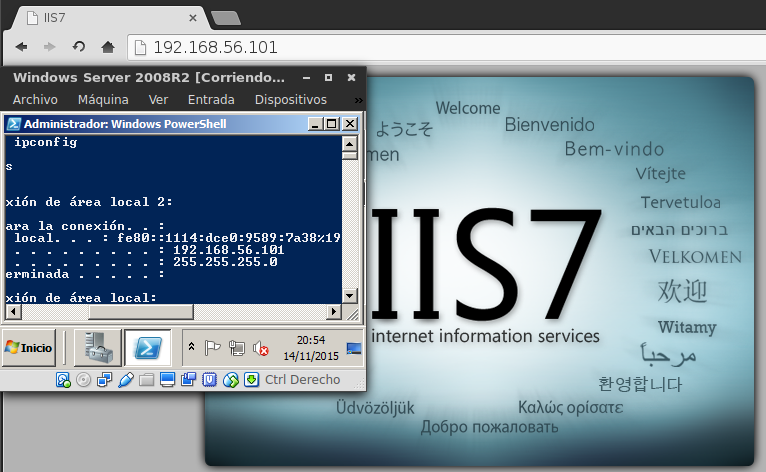 IIS7
192.168.56.101
Windows Server 2008R2 [Corriendo...
Archivo Máquina Ver Entrada Dispositivos »
Administrador: Windows PowerShell
ipconfig
s
xión de área local 2:
ara la conexión. . :
local. . . : fe80::1114:dce0:9589:7a38%19
. . . . . . . . . : 192.168.56.101
. . . . . . . . . : 255.255.255.0
erminada . . . . . :
xión de área local:
Inicio
20:54
14/11/2015
Ctrl Derecho
Welcome
ようこそ
Bienvenido
men
Bem-vindo
Vítejte
Tervetuloa
ברוכים הבאים
VELKOMEN
IIS7
欢迎
internet information services
Witamy
مرحباً
환영합니다
Üdvözöljük
Καλώς ορίσατε
Добро пожаловать